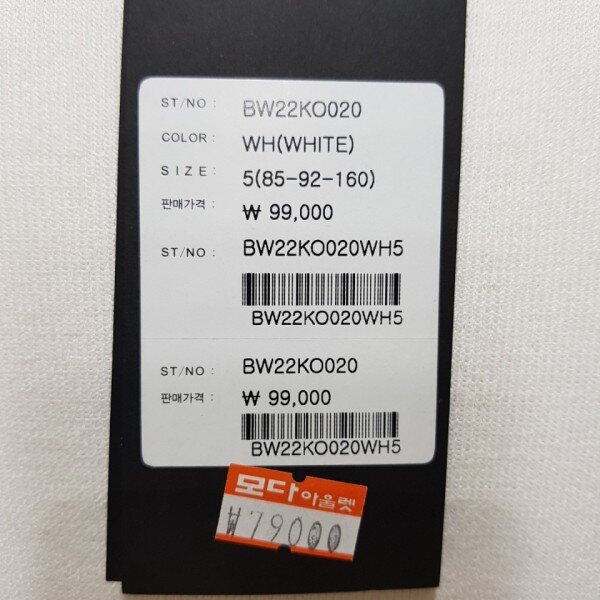 ST/NO : BW22KO020
COLOR : WH(WHITE)
SIZE : 5(85-92-160)
판매가격 : ₩ 99,000
ST/NO : BW22KO020WH5
BW22KO020WH5
ST/NO : BW22KO020
판매가격 : ₩ 99,000
BW22KO020WH5
모다아울렛
₩79000